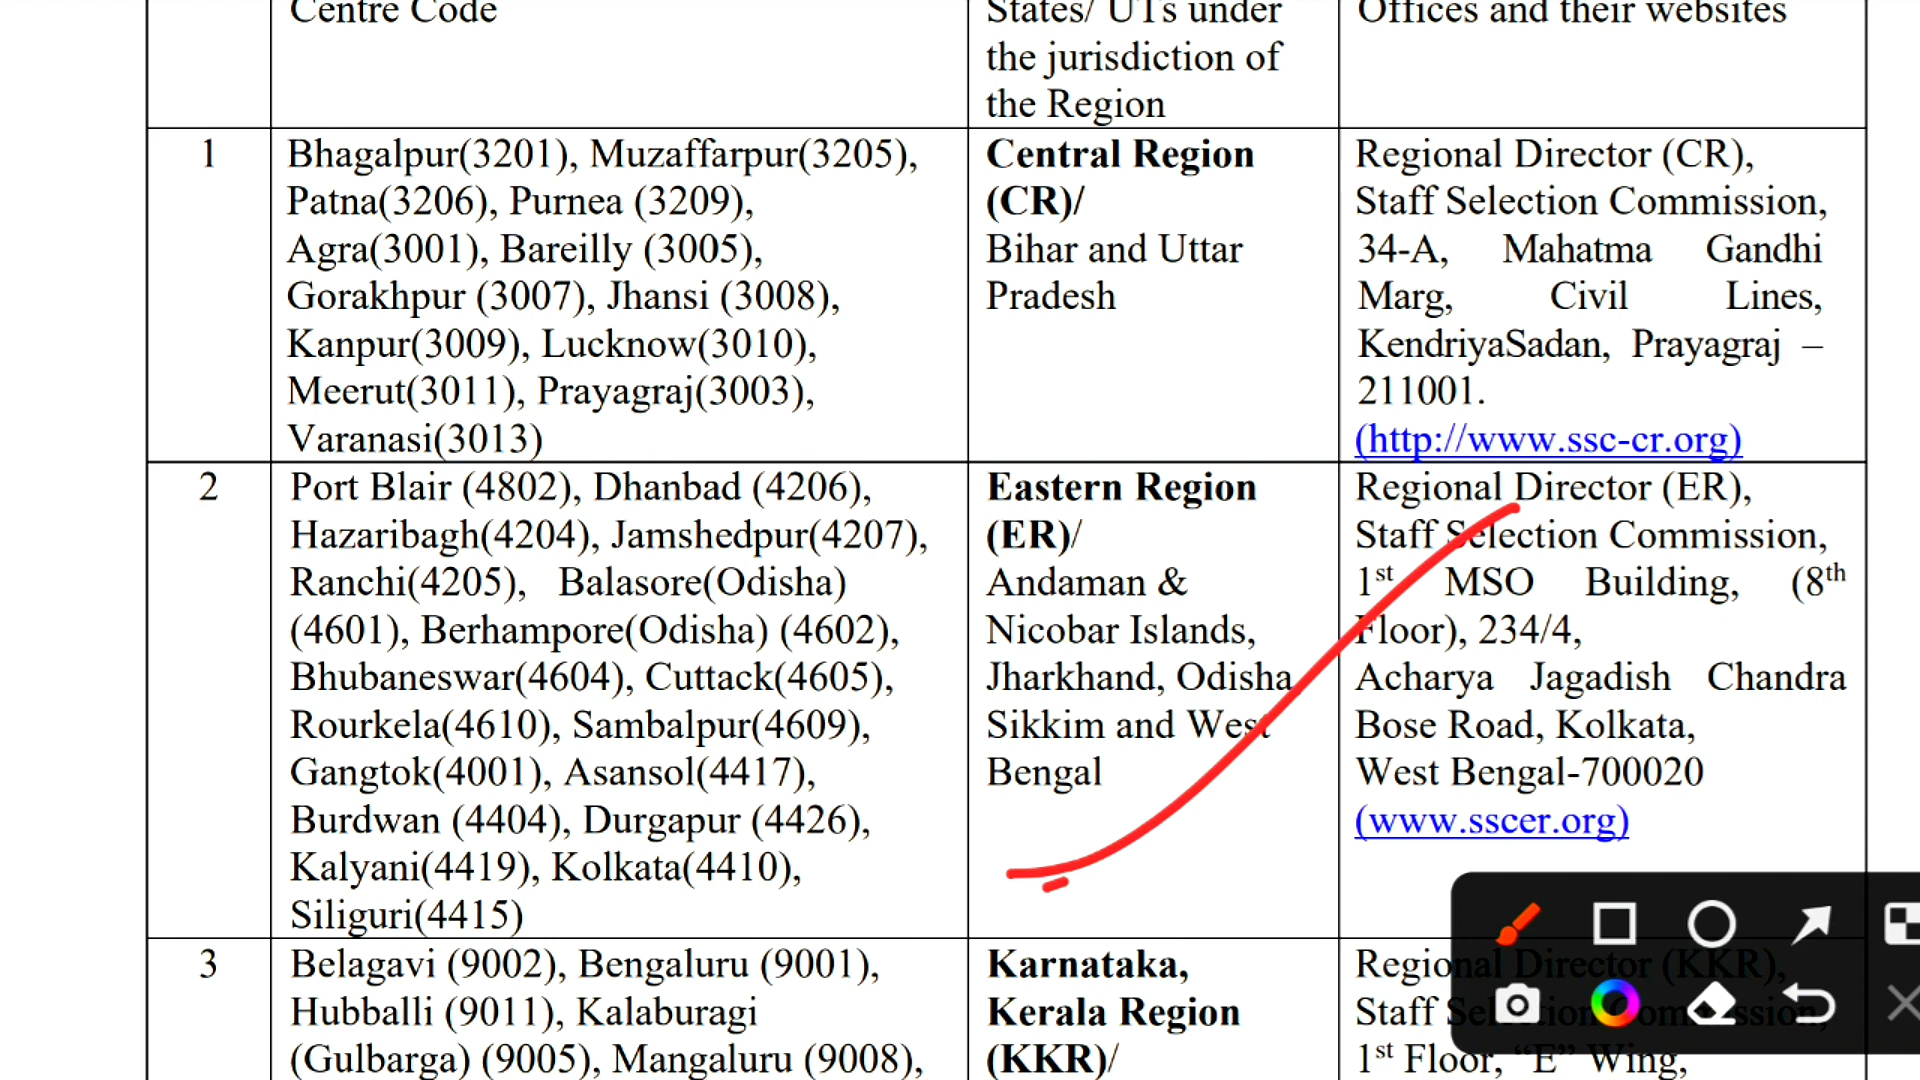 Centre Code
States/ UTs under
the jurisdiction of
the Region
Offices and their websites
1
Bhagalpur(3201), Muzaffarpur(3205),
Patna(3206), Purnea (3209),
Agra(3001), Bareilly (3005),
Gorakhpur (3007), Jhansi (3008),
Kanpur(3009), Lucknow(3010),
Meerut(3011), Prayagraj(3003),
Varanasi(3013)
Central Region
(CR)/
Bihar and Uttar
Pradesh
Regional Director (CR),
Staff Selection Commission,
34-A, Mahatma Gandhi
Marg, Civil Lines,
KendriyaSadan, Prayagraj –
211001.
(http://www.ssc-cr.org)
2
Port Blair (4802), Dhanbad (4206),
Hazaribagh(4204), Jamshedpur(4207),
Ranchi(4205), Balasore(Odisha)
(4601), Berhampore(Odisha) (4602),
Bhubaneswar(4604), Cuttack(4605),
Rourkela(4610), Sambalpur(4609),
Gangtok(4001), Asansol(4417),
Burdwan (4404), Durgapur (4426),
Kalyani(4419), Kolkata(4410),
Siliguri(4415)
Eastern Region
(ER)/
Andaman &
Nicobar Islands,
Jharkhand, Odisha,
Sikkim and West
Bengal
Regional Director (ER),
Staff Selection Commission,
1st MSO Building, (8th
Floor), 234/4,
Acharya Jagadish Chandra
Bose Road, Kolkata,
West Bengal-700020
(www.sscer.org)
3
Belagavi (9002), Bengaluru (9001),
Hubballi (9011), Kalaburagi
(Gulbarga) (9005), Mangaluru (9008),
Karnataka,
Kerala Region
(KKR)/
Regional Director (KKR),
Staff Selection Commission,
1st Floor, “E” Wing,